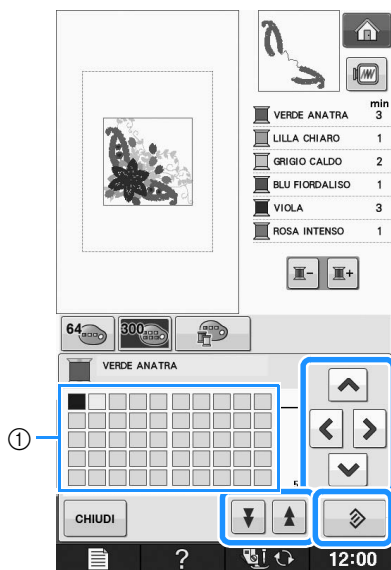 min
VERDE ANATRA 3
LILLA CHIARO 1
GRIGIO CALDO 2
BLU FIORDALISO 1
VIOLA 3
ROSA INTENSO 1
- +
64 300
VERDE ANATRA
1
5
CHIUDI
? 12:00